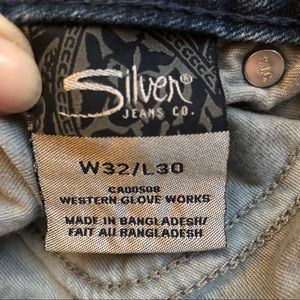 Silver®
JEANS CO.
W32/L30
CA00508
WESTERN GLOVE WORKS
MADE IN BANGLADESH/
FAIT AU BANGLADESH